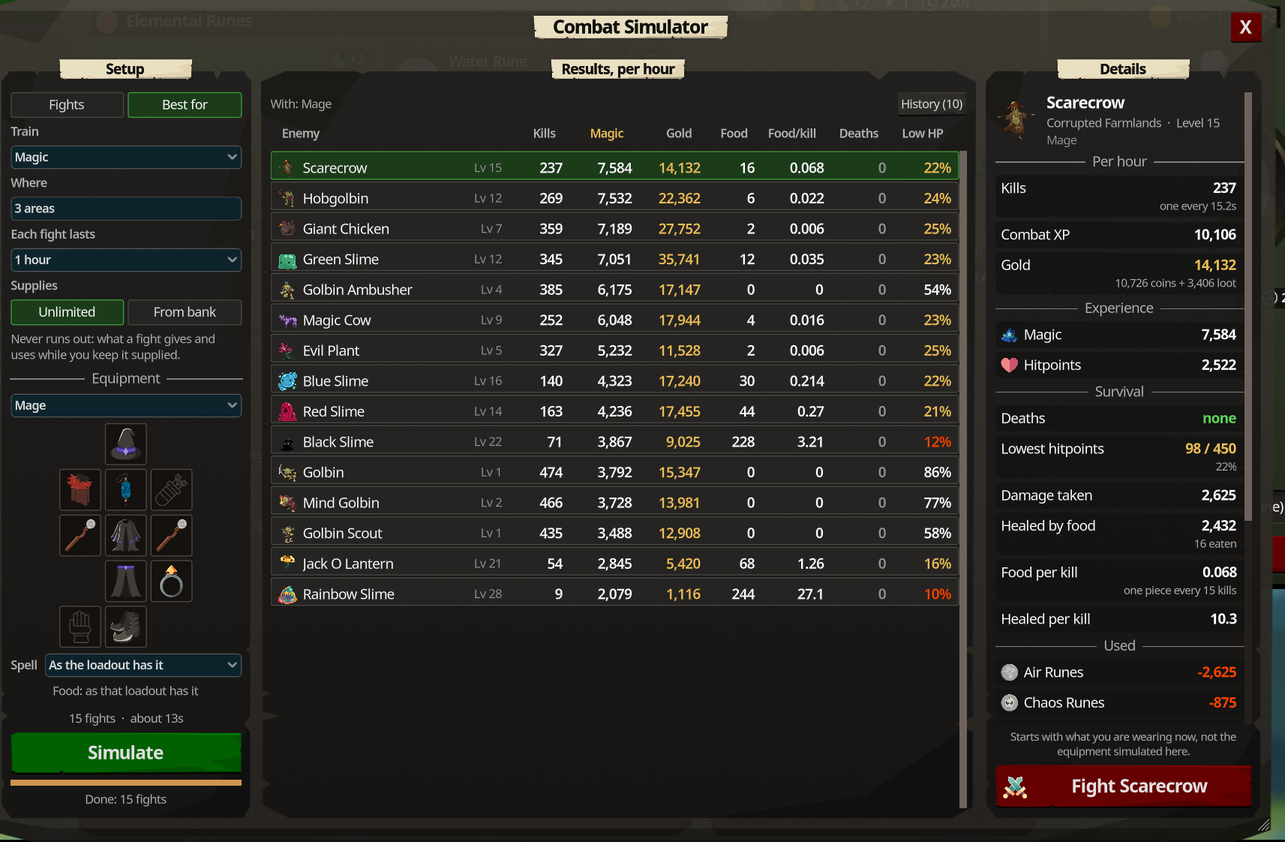 Elemental Runes
Combat Simulator
X
Water Rune
Setup
Results, per hour
Details
Fights
Best for
Train
Magic
Where
3 areas
Each fight lasts
1 hour
Supplies
Unlimited
From bank
Never runs out: what a fight gives and
uses while you keep it supplied.
Equipment
Mage
Spell
As the loadout has it
Food: as that loadout has it
15 fights · about 13s
Simulate
Done: 15 fights
With: Mage
History (10)
Enemy Kills Magic Gold Food Food/kill Deaths Low HP
Scarecrow Lv 15 237 7,584 14,132 16 0.068 0 22%
Hobgolbin Lv 12 269 7,532 22,362 6 0.022 0 24%
Giant Chicken Lv 7 359 7,189 27,752 2 0.006 0 25%
Green Slime Lv 12 345 7,051 35,741 12 0.035 0 23%
Golbin Ambusher Lv 4 385 6,175 17,147 0 0 0 54%
Magic Cow Lv 9 252 6,048 17,944 4 0.016 0 23%
Evil Plant Lv 5 327 5,232 11,528 2 0.006 0 25%
Blue Slime Lv 16 140 4,323 17,240 30 0.214 0 22%
Red Slime Lv 14 163 4,236 17,455 44 0.27 0 21%
Black Slime Lv 22 71 3,867 9,025 228 3.21 0 12%
Golbin Lv 1 474 3,792 15,347 0 0 0 86%
Mind Golbin Lv 2 466 3,728 13,981 0 0 0 77%
Golbin Scout Lv 1 435 3,488 12,908 0 0 0 58%
Jack O Lantern Lv 21 54 2,845 5,420 68 1.26 0 16%
Rainbow Slime Lv 28 9 2,079 1,116 244 27.1 0 10%
Scarecrow
Corrupted Farmlands · Level 15
Mage
Per hour
Kills 237
one every 15.2s
Combat XP 10,106
Gold 14,132
10,726 coins + 3,406 loot
Experience
Magic 7,584
Hitpoints 2,522
Survival
Deaths none
Lowest hitpoints 98 / 450
22%
Damage taken 2,625
Healed by food 2,432
16 eaten
Food per kill 0.068
one piece every 15 kills
Healed per kill 10.3
Used
Air Runes -2,625
Chaos Runes -875
Starts with what you are wearing now, not the
equipment simulated here.
Fight Scarecrow